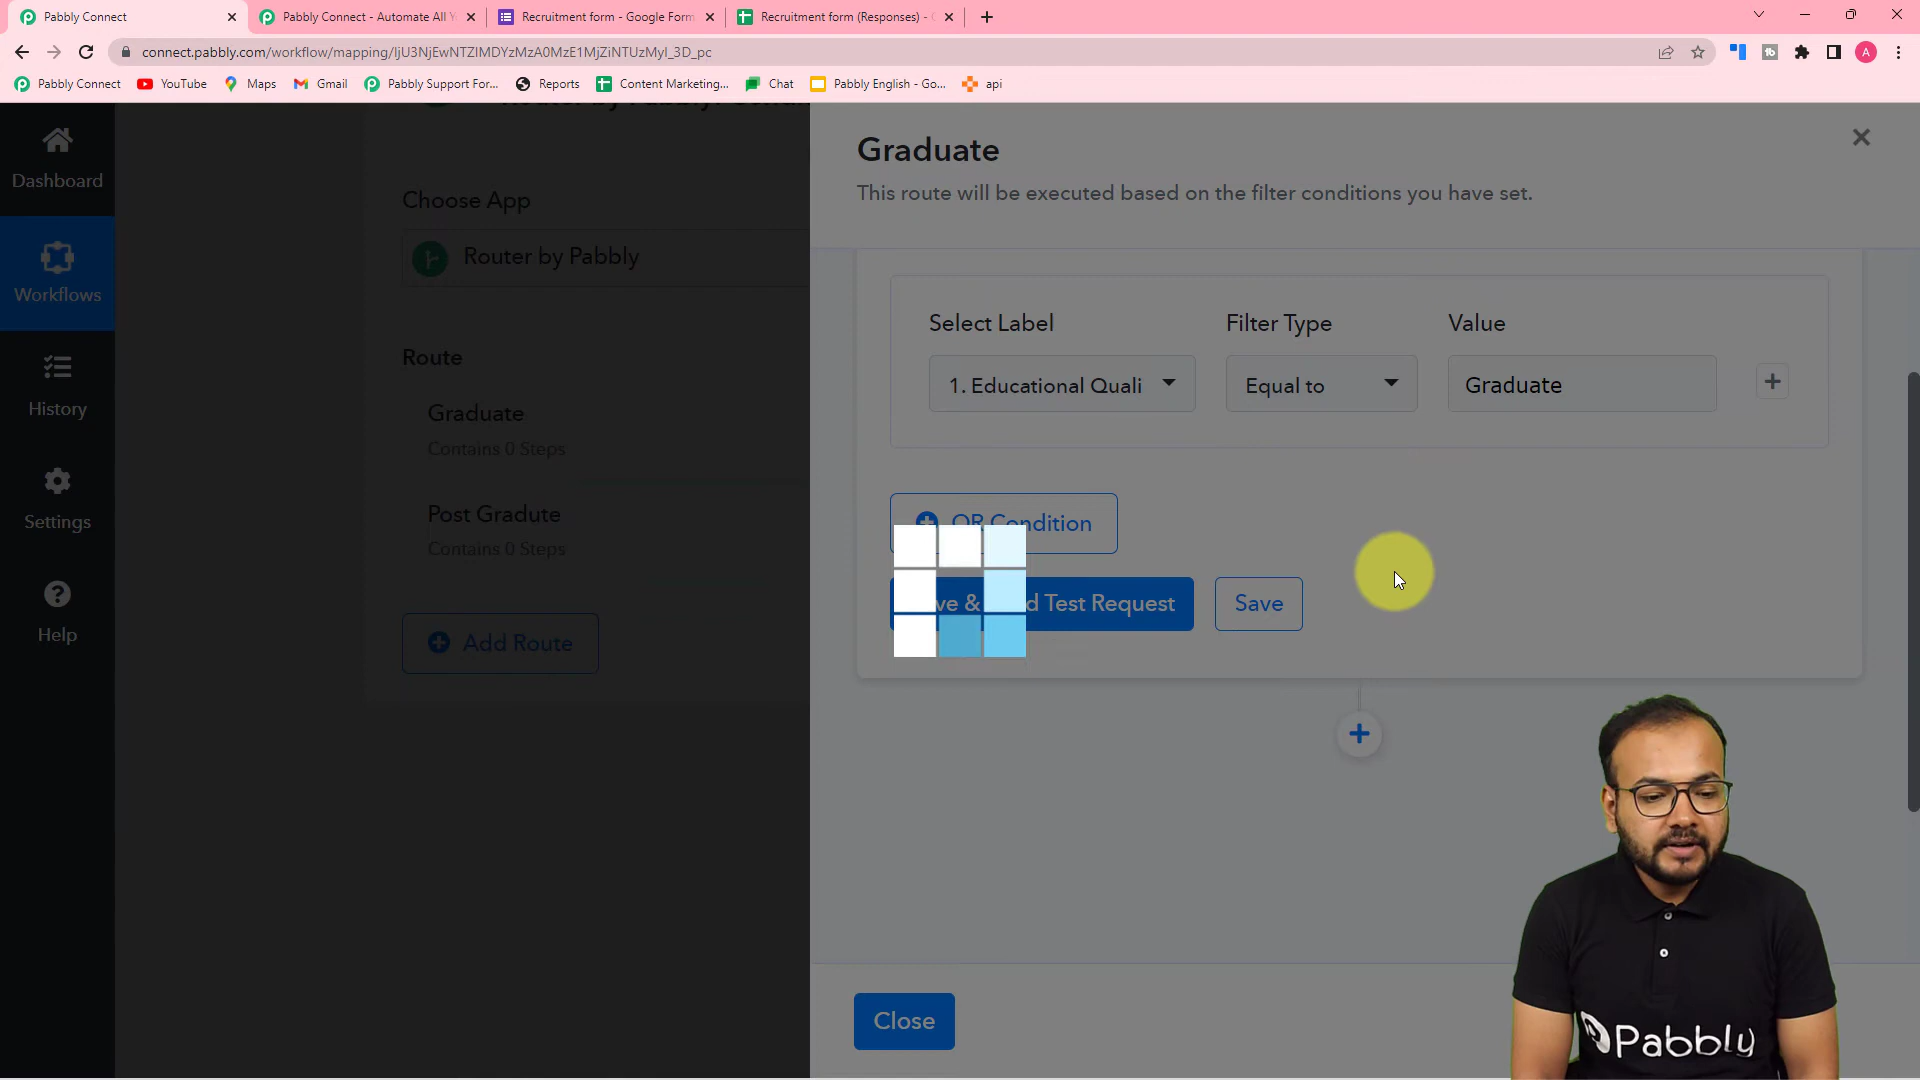 Pabbly Connect
Pabbly Connect - Automate All Y
Recruitment form - Google Form
Recruitment form (Responses) -
connect.pabbly.com/workflow/mapping/IjU3NjEwNTZlMDYzMzA0MzE1MjZiNTUzMyI_3D_pc
A
Pabbly Connect
YouTube
Maps
Gmail
Pabbly Support For...
Reports
Content Marketing...
Chat
Pabbly English - Go...
api
Dashboard
Workflows
History
Settings
Help
Choose App
Router by Pabbly
Route
Graduate
Contains 0 Steps
Post Gradute
Contains 0 Steps
Add Route
Graduate
This route will be executed based on the filter conditions you have set.
Select Label
Filter Type
Value
1. Educational Quali
Equal to
Graduate
OR Condition
& Test Request
Save
Close
Pabbly